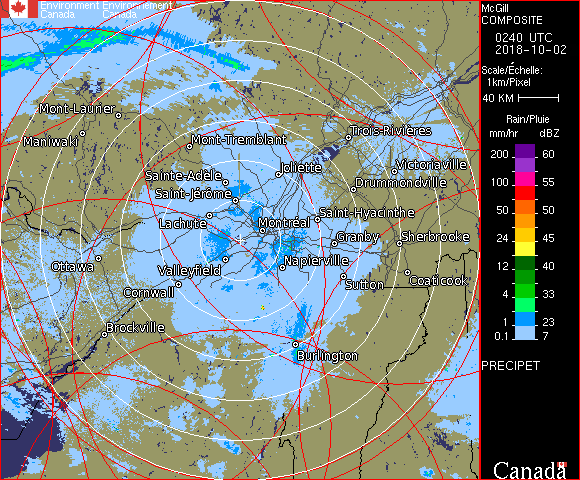 Environment Environnement
Canada Canada
McGill
COMPOSITE
0240 UTC
2018-10-02
Scale/Échelle:
1km/Pixel
40 KM
Rain/Pluie
mm/hr dBZ
200 60
100 55
50 50
24 45
12 40
4 33
1 23
0.1 7
PRECIPET
Canada
Mont-Laurier
Maniwaki
Mont-Tremblant
Trois-Rivières
Sainte-Adèle
Joliette
Victoriaville
Saint-Jérôme
Drummondville
Lachute
Montréal
Saint-Hyacinthe
Granby
Sherbrooke
Ottawa
Valleyfield
Napierville
Cornwall
Sutton
Coaticook
Brockville
Burlington